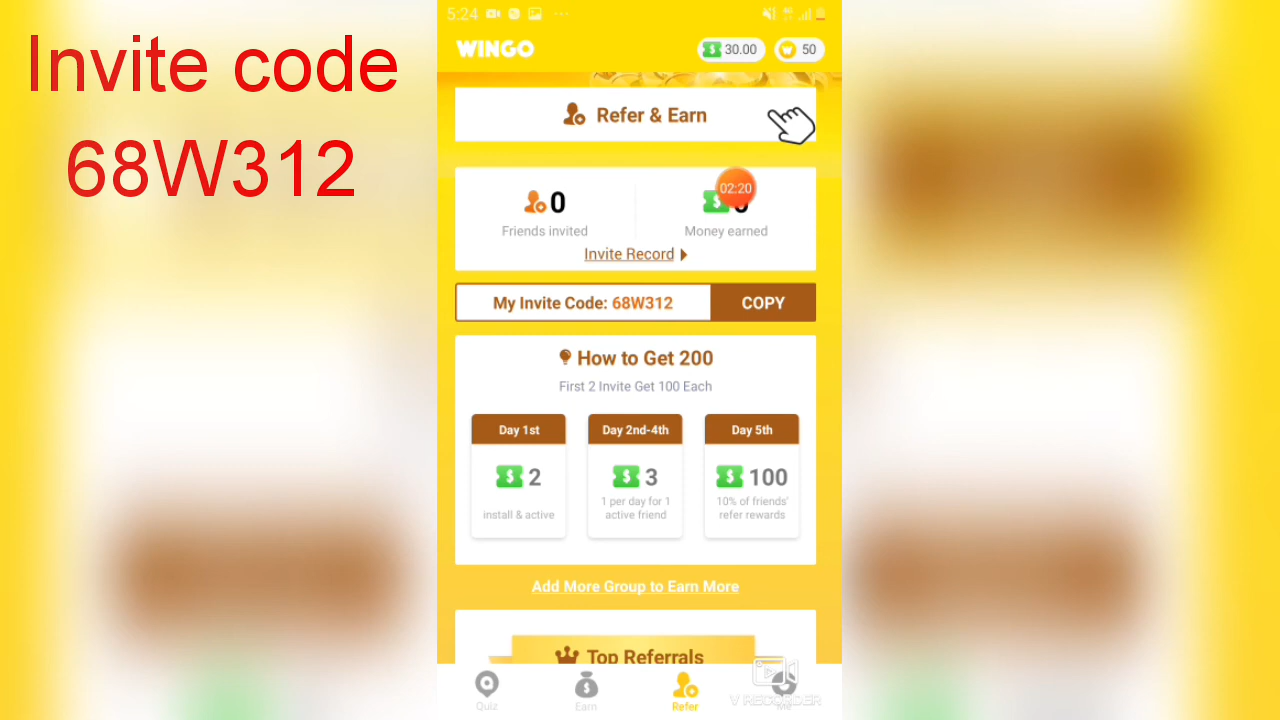 Invite code
68W312
5:24
WINGO
30.00
50
Refer & Earn
02:20
0
Friends invited
Money earned
Invite Record
My Invite Code: 68W312
COPY
How to Get 200
First 2 Invite Get 100 Each
Day 1st
2
install & active
Day 2nd-4th
3
1 per day for 1
active friend
Day 5th
100
10% of friends'
refer rewards
Add More Group to Earn More
Top Referrals
Quiz
Earn
Refer
V RECORDER